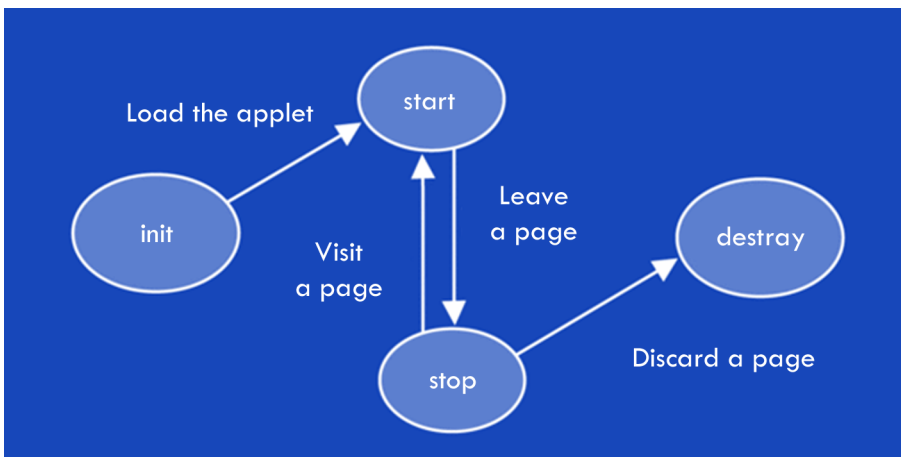 start
Load the applet
Leave
a page
init
destray
Visit
a page
Discard a page
stop